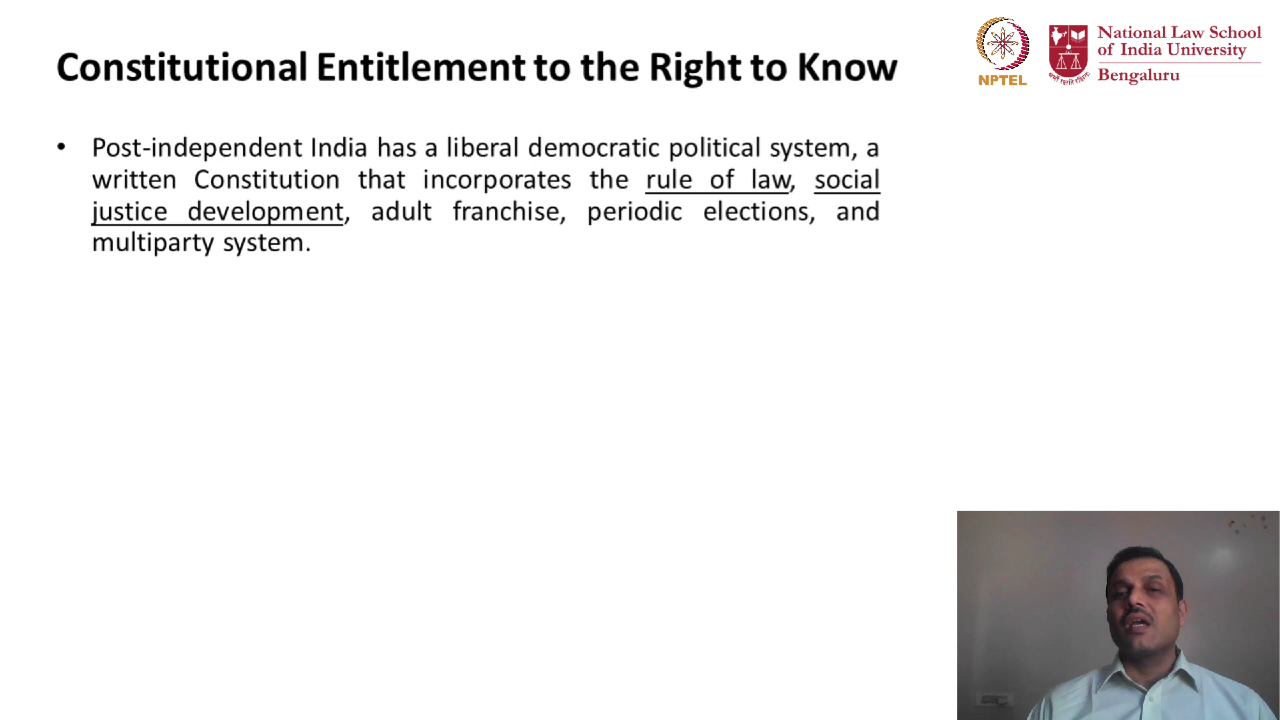 Constitutional Entitlement to the Right to Know
NPTEL
National Law School
of India University
Bengaluru
• Post-independent India has a liberal democratic political system, a
written Constitution that incorporates the rule of law, social
justice development, adult franchise, periodic elections, and
multiparty system.